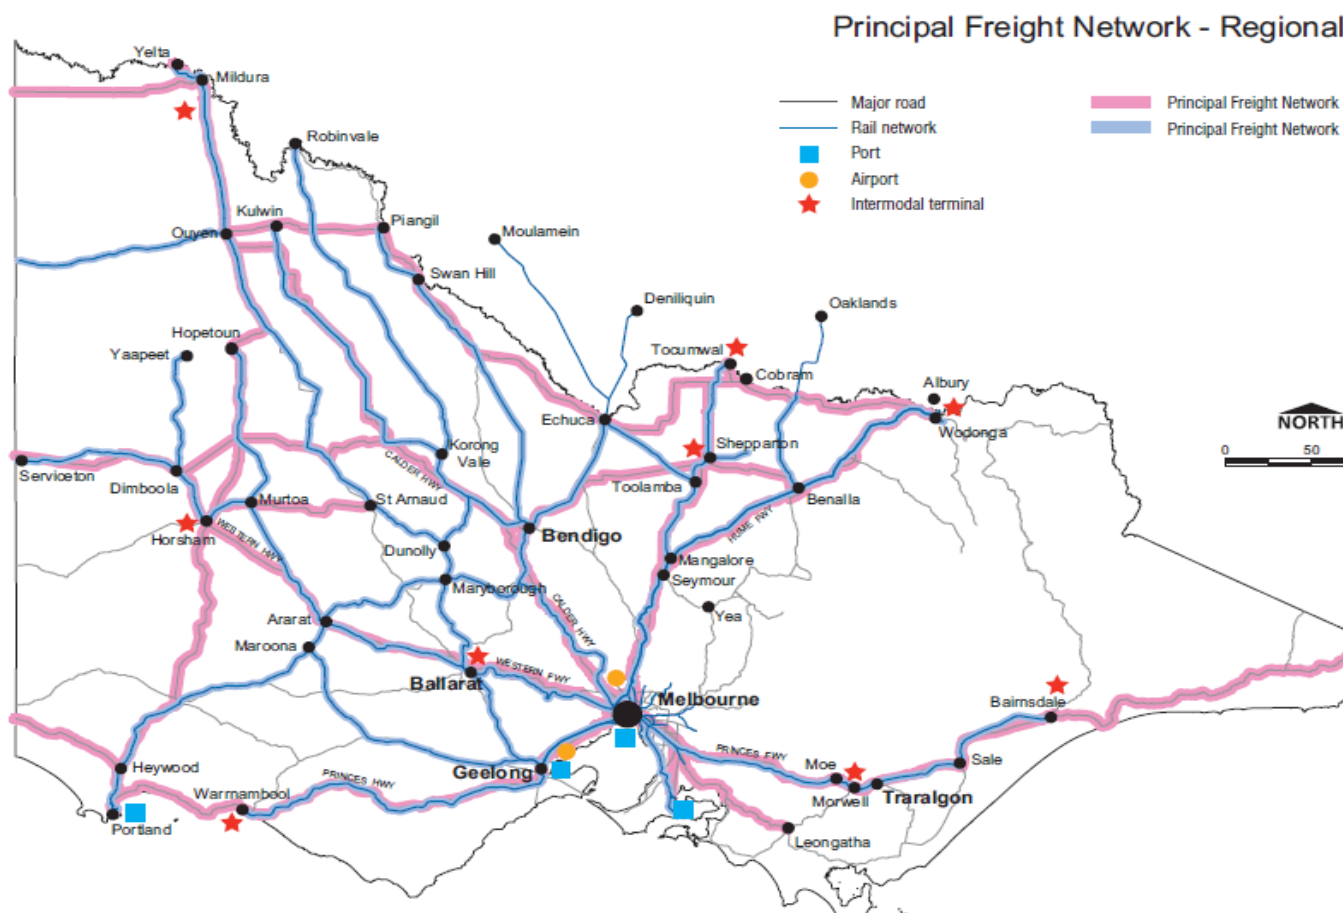 Principal Freight Network - Regional
Major road
Rail network
Port
Airport
Intermodal terminal
Principal Freight Network
Principal Freight Network
Yelta
Mildura
Robinvale
Kulwin
Ouyen
Piangil
Moulamein
Swan Hill
Deniliquin
Oaklands
Hopetoun
Yaapeet
Tocumwal
Cobram
Albury
Wodonga
NORTH
0 50
Echuca
Shepparton
Korong
Vale
CALDER HWY
Serviceton
Dimboola
Murtoa
St Arnaud
Toolamba
Benalla
Horsham
WESTERN HWY
Bendigo
HUME FWY
Dunolly
Mangalore
Seymour
Maryborough
CALDER HWY
Yea
Ararat
Maroona
Ballarat
WESTERN FWY
Melbourne
Bairnsdale
PRINCES FWY
Heywood
Geelong
Moe
Sale
PRINCES HWY
Warrnambool
Morwell
Traralgon
Portland
Leongatha